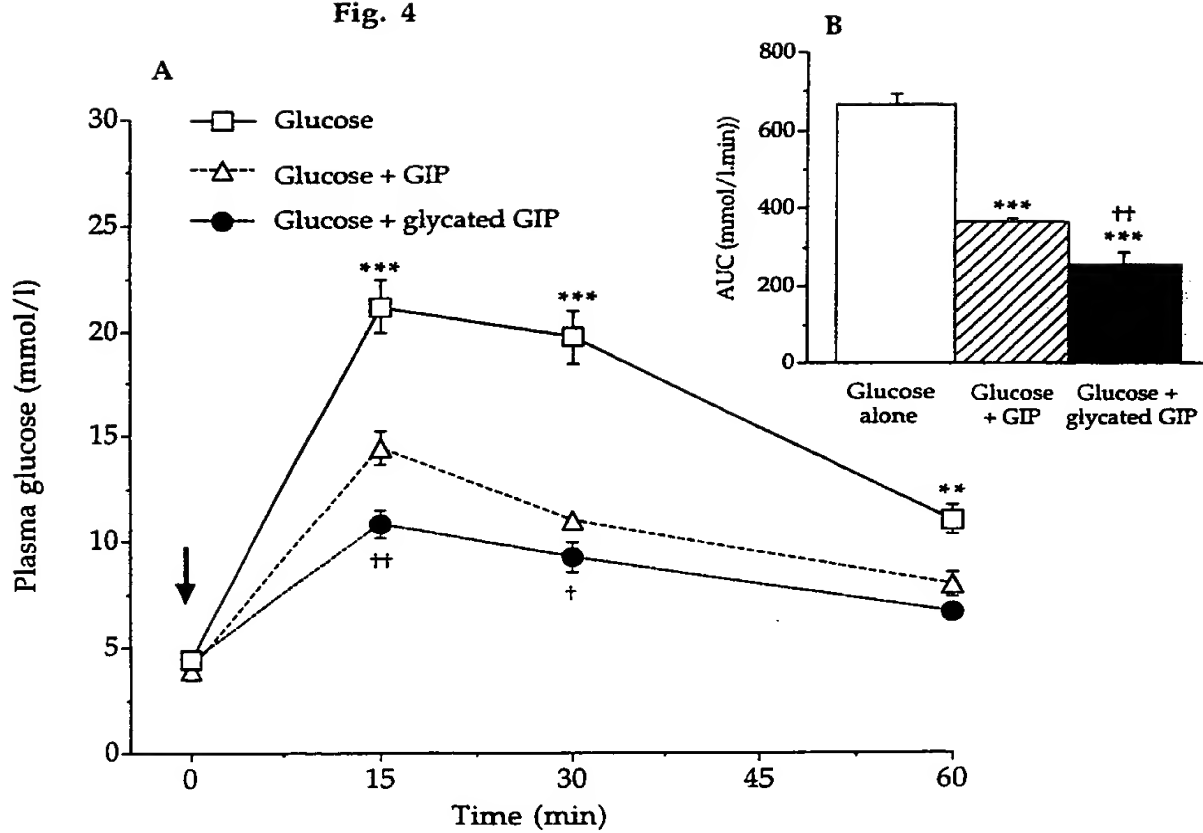 Fig. 4
A
Glucose
Glucose + GIP
Glucose + glycated GIP
Plasma glucose (mmol/l)
30
25
20
15
10
5
0
***
***
**
‡‡
†
0
15
30
45
60
Time (min)
B
AUC (mmol/l.min))
800
600
400
200
0
***
††
***
Glucose
alone
Glucose
+ GIP
Glucose +
glycated GIP